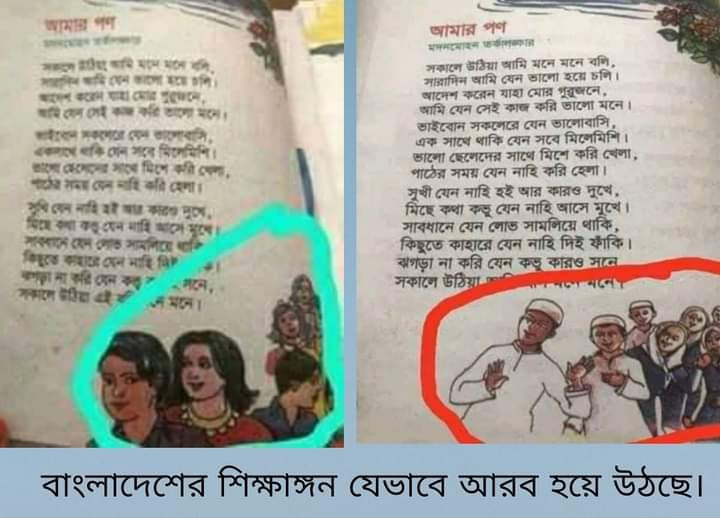 আমার পণ
মদনমোহন তর্কালঙ্কার
সকালে উঠিয়া আমি মনে মনে বলি,
সারাদিন আমি যেন ভালো হয়ে চলি।
আদেশ করেন যাহা মোর গুরুজনে,
আমি যেন সেই কাজ করি ভালো মনে।
ভাইবোন সকলেরে যেন ভালোবাসি,
একসাথে থাকি যেন সবে মিলেমিশি।
ভালো ছেলেদের সাথে মিশে করি খেলা,
পাঠের সময় যেন নাহি করি হেলা।
সুখী যেন নাহি হই আর কারও দুখে,
মিছে কথা কভু যেন নাহি আসে মুখে।
সাবধানে যেন লোভ সামলিয়ে থাকি
কিছুতে কাহারে যেন নাহি দিই
ঝগড়া না করি যেন কভু সনে,
সকালে উঠিয়া এই মনে।
আমার পণ
মদনমোহন তর্কালঙ্কার
সকালে উঠিয়া আমি মনে মনে বলি,
সারাদিন আমি যেন ভালো হয়ে চলি।
আদেশ করেন যাহা মোর গুরুজনে,
আমি যেন সেই কাজ করি ভালো মনে।
ভাইবোন সকলেরে যেন ভালোবাসি,
এক সাথে থাকি যেন সবে মিলেমিশি।
ভালো ছেলেদের সাথে মিশে করি খেলা,
পাঠের সময় যেন নাহি করি হেলা।
সুখী যেন নাহি হই আর কারও দুখে,
মিছে কথা কভু যেন নাহি আসে মুখে।
সাবধানে যেন লোভ সামলিয়ে থাকি,
কিছুতে কাহারে যেন নাহি দিই ফাঁকি।
ঝগড়া না করি যেন কভু কারও সনে
সকালে উঠিয়া মনে মনে।
বাংলাদেশের শিক্ষাঙ্গন যেভাবে আরব হয়ে উঠছে।